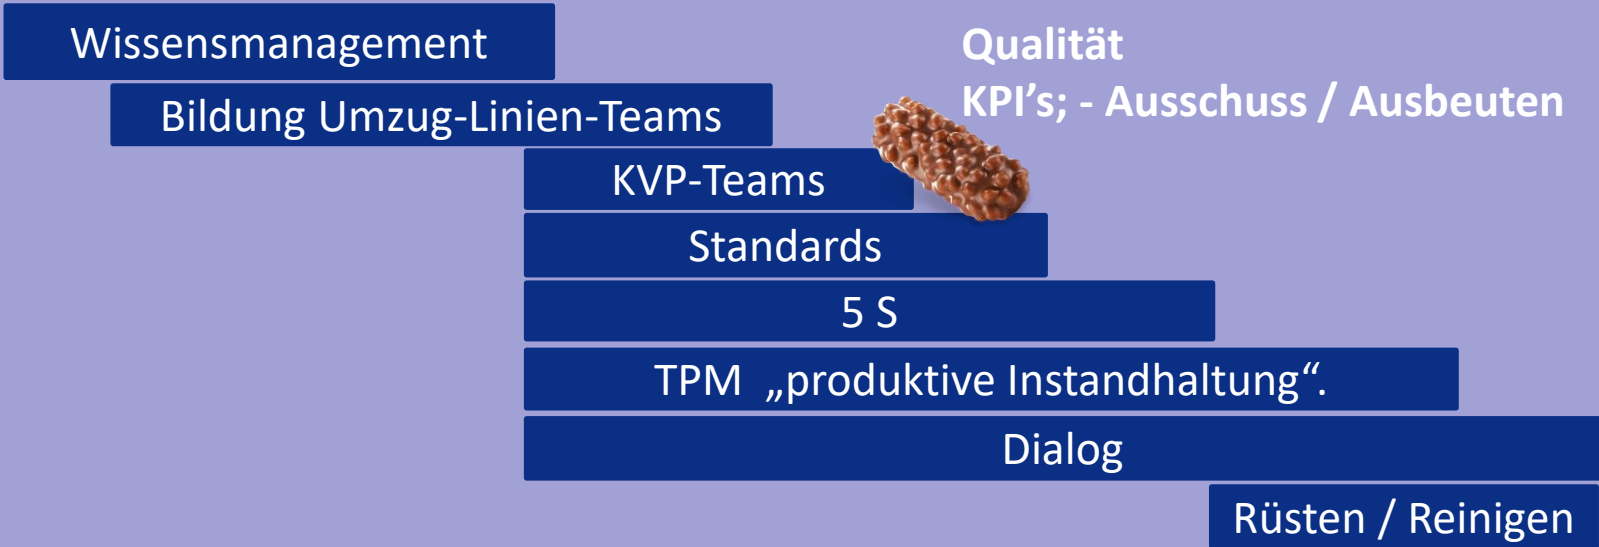 Wissensmanagement
Qualität
KPI’s; - Ausschuss / Ausbeuten
Bildung Umzug-Linien-Teams
KVP-Teams
Standards
5 S
TPM „produktive Instandhaltung“.
Dialog
Rüsten / Reinigen